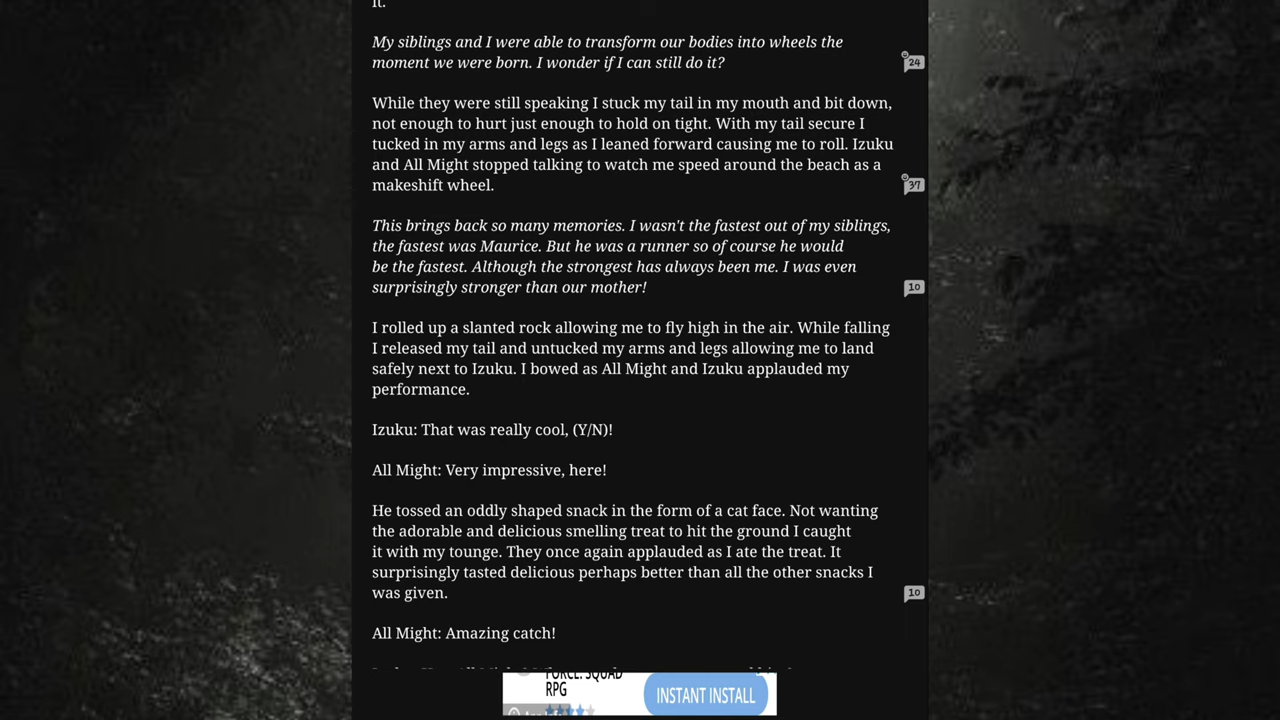 it.
My siblings and I were able to transform our bodies into wheels the
moment we were born. I wonder if I can still do it?
24
While they were still speaking I stuck my tail in my mouth and bit down,
not enough to hurt just enough to hold on tight. With my tail secure I
tucked in my arms and legs as I leaned forward causing me to roll. Izuku
and All Might stopped talking to watch me speed around the beach as a
makeshift wheel.
37
This brings back so many memories. I wasn't the fastest out of my siblings,
the fastest was Maurice. But he was a runner so of course he would
be the fastest. Although the strongest has always been me. I was even
surprisingly stronger than our mother!
10
I rolled up a slanted rock allowing me to fly high in the air. While falling
I released my tail and untucked my arms and legs allowing me to land
safely next to Izuku. I bowed as All Might and Izuku applauded my
performance.
Izuku: That was really cool, (Y/N)!
All Might: Very impressive, here!
He tossed an oddly shaped snack in the form of a cat face. Not wanting
the adorable and delicious smelling treat to hit the ground I caught
it with my tounge. They once again applauded as I ate the treat. It
surprisingly tasted delicious perhaps better than all the other snacks I
was given.
10
All Might: Amazing catch!
FORCE: SQUAD
RPG
INSTANT INSTALL